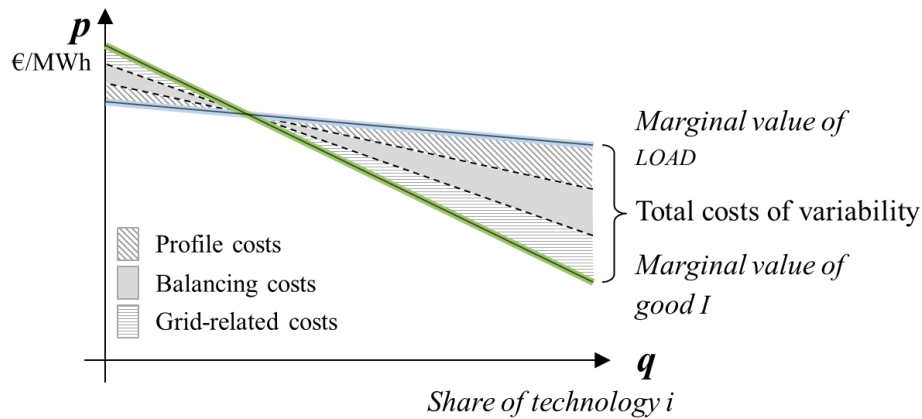 p
€/MWh
Marginal value of
LOAD
Total costs of variability
Profile costs
Balancing costs
Marginal value of
good I
Grid-related costs
q
Share of technology i